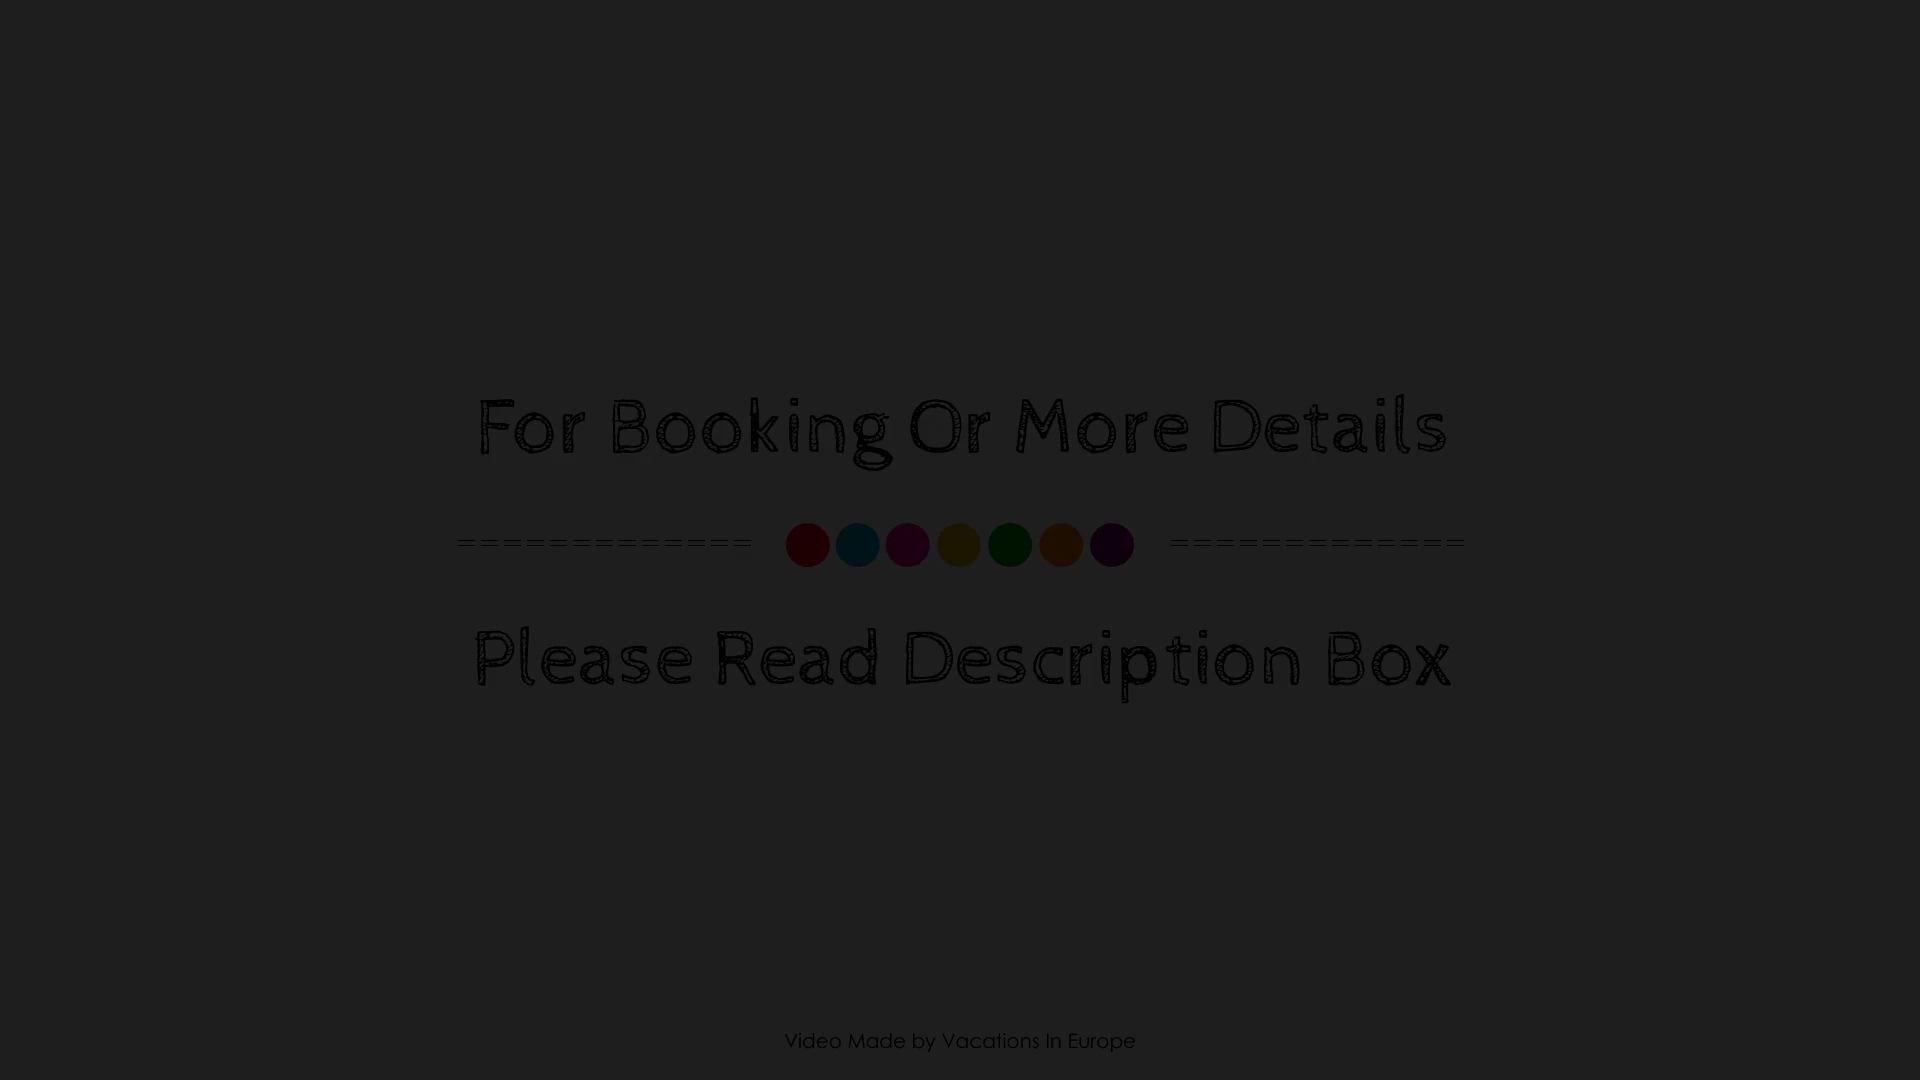 For Booking Or More Details
============= =============
Please Read Description Box
Video Made by Vacations In Europe